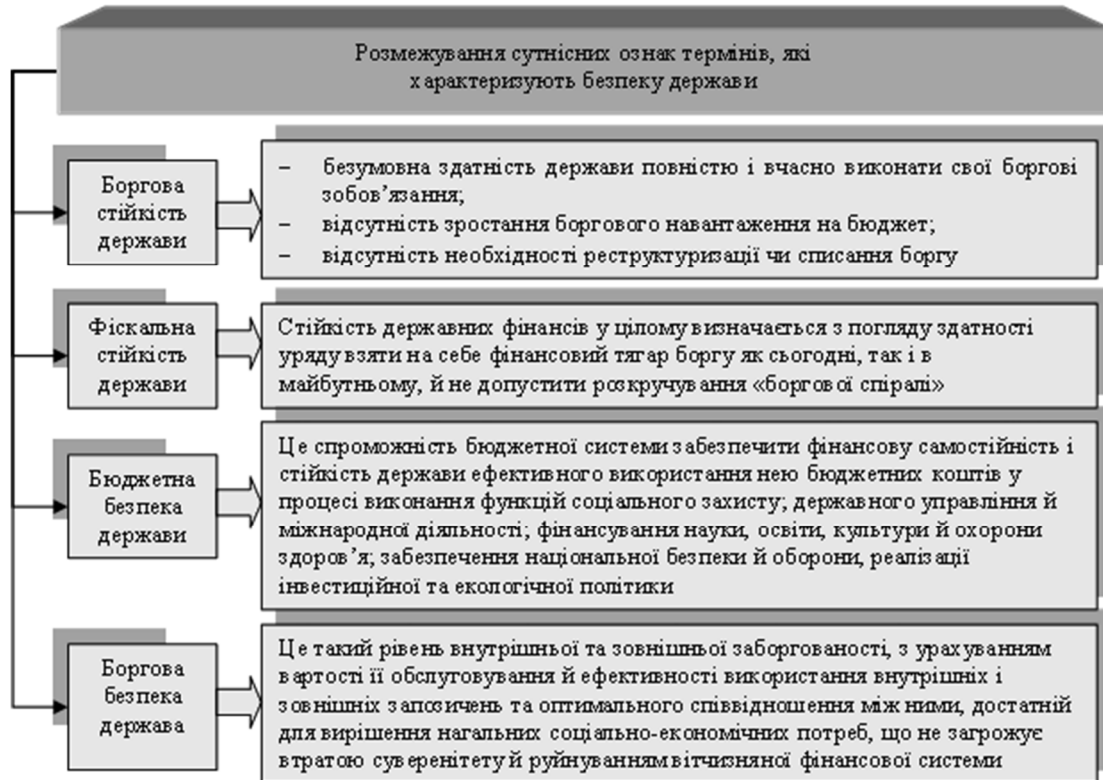 Розмежування сутнісних ознак термінів, які
характеризують безпеку держави
Боргова
стійкість
держави
– безумовна здатність держави повністю і вчасно виконати свої боргові
зобов’язання;
– відсутність зростання боргового навантаження на бюджет;
– відсутність необхідності реструктуризації чи списання боргу
Фіскальна
стійкість
держави
Стійкість державних фінансів у цілому визначається з погляду здатності
уряду взяти на себе фінансовий тягар боргу як сьогодні, так і в
майбутньому, й не допустити розкручування «боргової спіралі»
Бюджетна
безпека
держави
Це спроможність бюджетної системи забезпечити фінансову самостійність і
стійкість держави ефективного використання нею бюджетних коштів у
процесі виконання функцій соціального захисту; державного управління й
міжнародної діяльності; фінансування науки, освіти, культури й охорони
здоров’я; забезпечення національної безпеки й оборони, реалізації
інвестиційної та екологічної політики
Боргова
безпека
держава
Це такий рівень внутрішньої та зовнішньої заборгованості, з урахуванням
вартості її обслуговування й ефективності використання внутрішніх і
зовнішніх запозичень та оптимального співвідношення між ними, достатній
для вирішення нагальних соціально-економічних потреб, що не загрожує
втратою суверенітету й руйнуванням вітчизняної фінансової системи